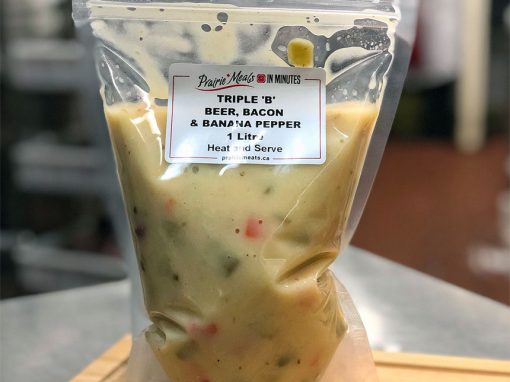 Prairie Meats IN MINUTES
TRIPLE 'B'
BEER, BACON
& BANANA PEPPER
1 Litre
Heat and Serve
prairiemeats.ca